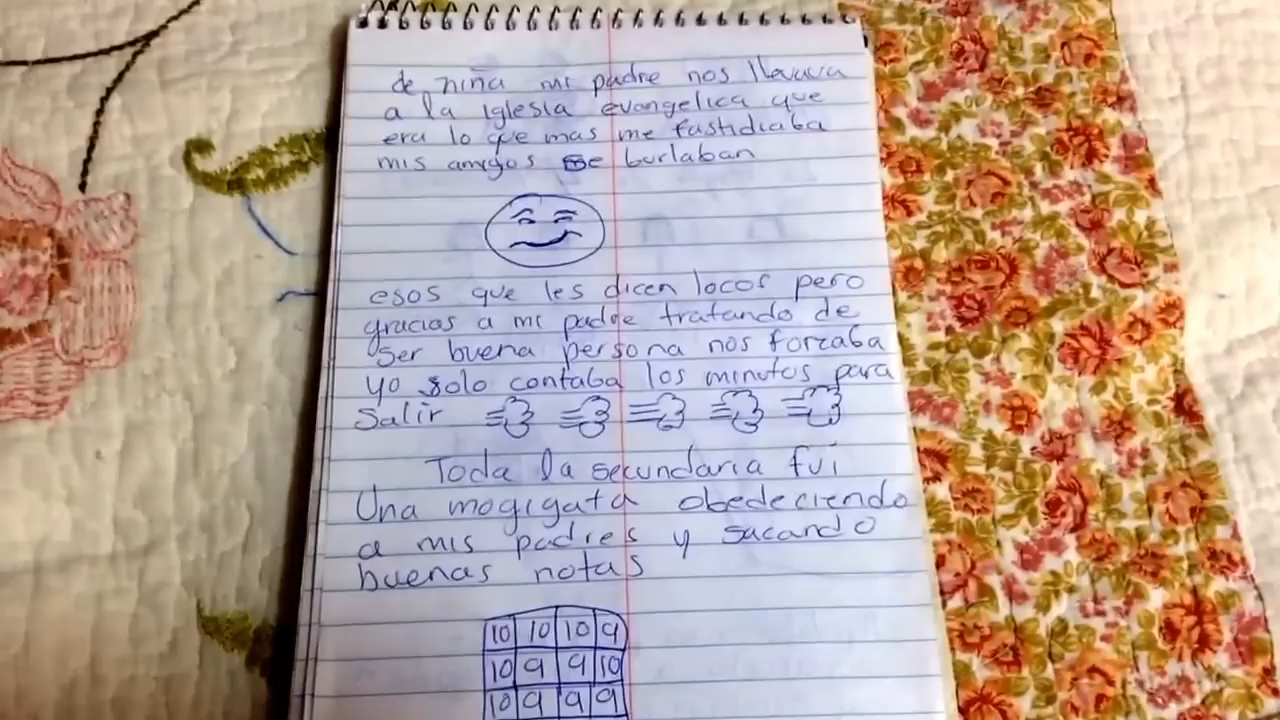 de niña mi padre nos llevava
a la iglesia evangelica que
era lo que mas me fastidiaba
mis amigos se burlaban
esos que les dicen locos pero
gracias a mi padre tratando de
ser buena persona nos forzaba
yo solo contaba los minutos para
salir
Toda la secundaria fui
Una mogigata obedeciendo
a mis padres y sacando
buenas notas
10 10 10 9
10 9 9 10
10 9 9 9